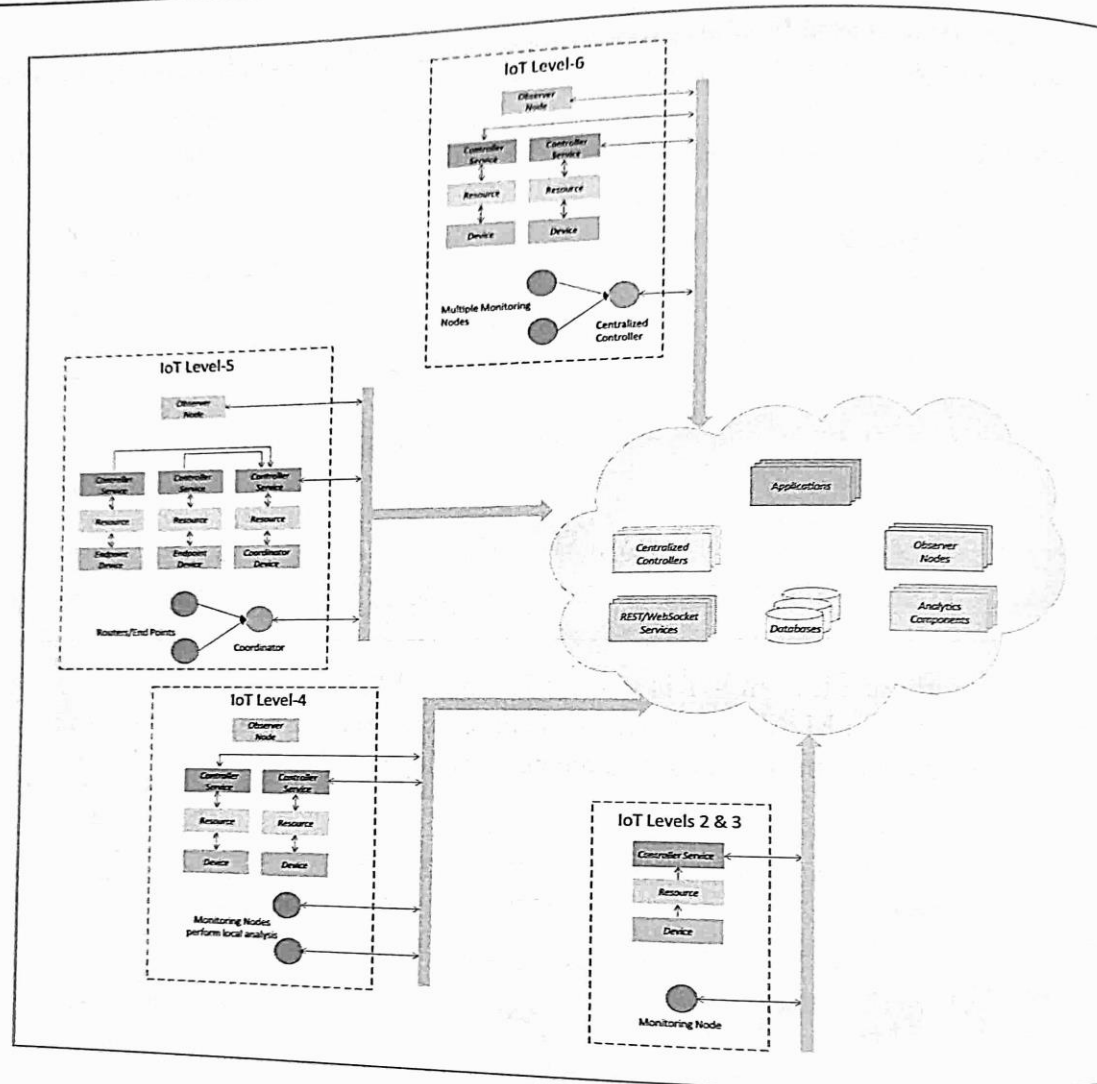 IoT Level-6
Observer
Node
Controller
Service
Controller
Service
Resource
Resource
Device
Device
Multiple Monitoring
Nodes
Centralized
Controller
IoT Level-5
Observer
Node
Controller
Service
Controller
Service
Controller
Service
Resource
Resource
Resource
Endpoint
Device
Endpoint
Device
Coordinator
Device
Routers/End Points
Coordinator
Applications
Centralized
Controllers
Observer
Nodes
REST/WebSocket
Services
Databases
Analytics
Components
IoT Level-4
Observer
Node
Controller
Service
Controller
Service
Resource
Resource
Device
Device
Monitoring Nodes
perform local analysis
IoT Levels 2 & 3
Controller Service
Resource
Device
Monitoring Node